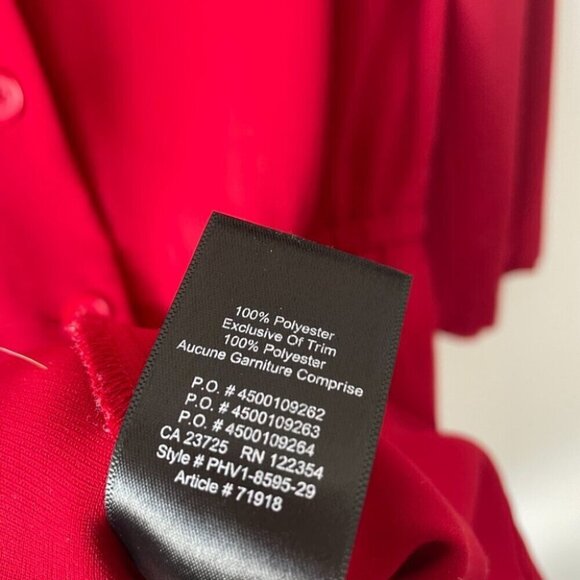 100% Polyester
Exclusive Of Trim
100% Polyester
Aucune Garniture Comprise
P.O. # 4500109262
P.O. # 4500109263
P.O. # 4500109264
CA 23725 RN 122354
Style # PHV1-8595-29
Article # 71918